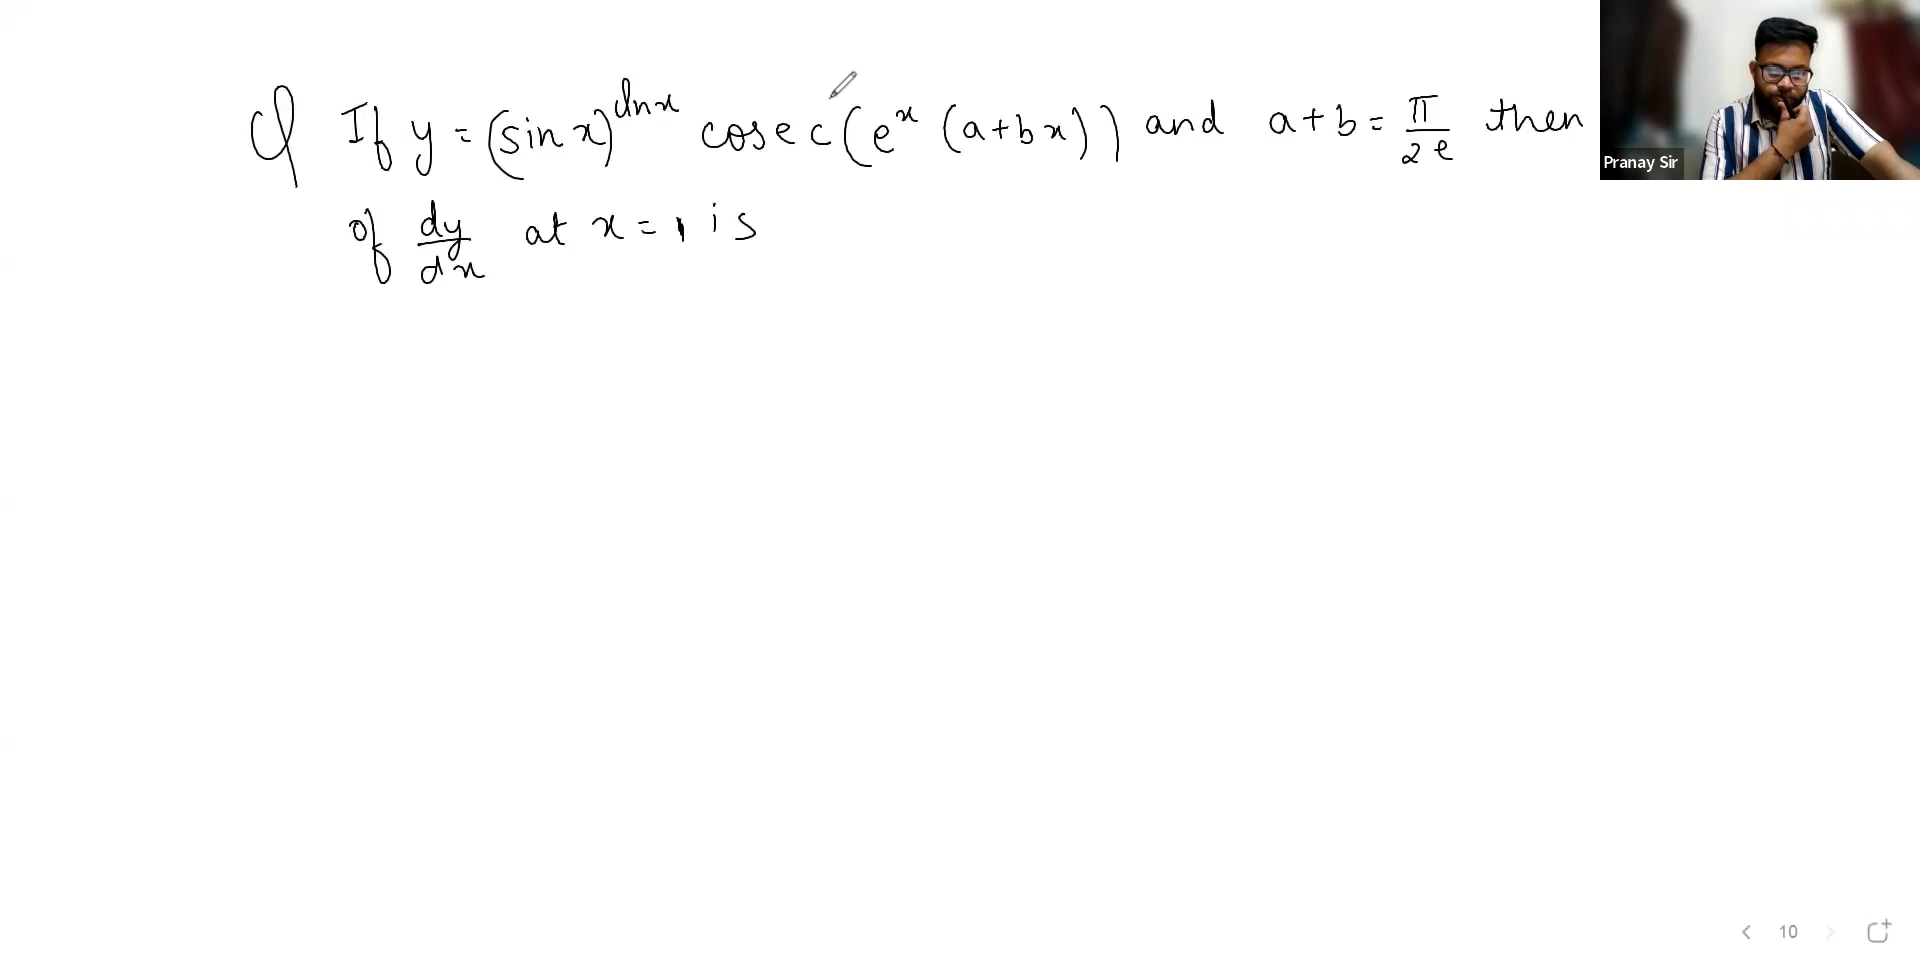 Q If y = (sin x)^{ln x} cosec(e^x (a+bx)) and a+b = π/2e then
of dy/dx at x = 1 is
Pranay Sir
10